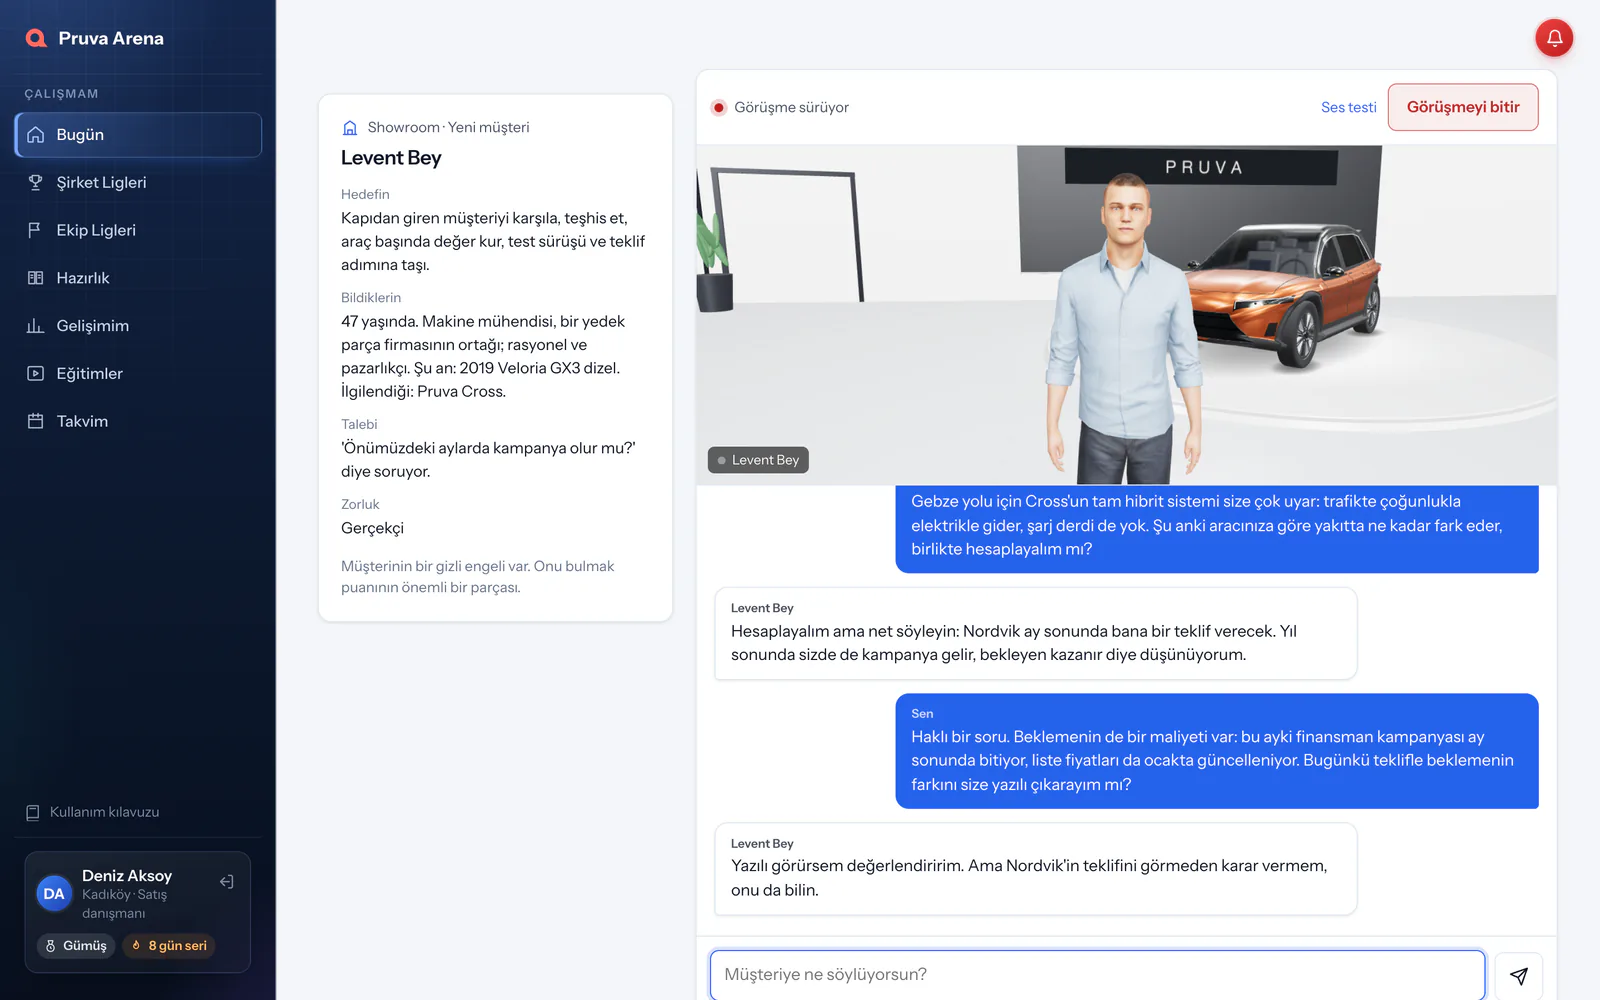 Pruva Arena
ÇALIŞMAM
Bugün
Şirket Ligleri
Ekip Ligleri
Hazırlık
Gelişimim
Eğitimler
Takvim
Kullanım kılavuzu
DA
Deniz Aksoy
Kadıköy · Satış
danışmanı
Gümüş
8 gün seri
Showroom · Yeni müşteri
Levent Bey
Hedefin
Kapıdan giren müşteriyi karşıla, teşhis et,
araç başında değer kur, test sürüşü ve teklif
adımına taşı.
Bildiklerin
47 yaşında. Makine mühendisi, bir yedek
parça firmasının ortağı; rasyonel ve
pazarlıkçı. Şu an: 2019 Veloria GX3 dizel.
İlgilendiği: Pruva Cross.
Talebi
'Önümüzdeki aylarda kampanya olur mu?'
diye soruyor.
Zorluk
Gerçekçi
Müşterinin bir gizli engeli var. Onu bulmak
puanının önemli bir parçası.
Görüşme sürüyor
Ses testi
Görüşmeyi bitir
PRUVA
Levent Bey
Gebze yolu için Cross'un tam hibrit sistemi size çok uyar: trafikte çoğunlukla
elektrikle gider, şarj derdi de yok. Şu anki aracınıza göre yakıtta ne kadar fark eder,
birlikte hesaplayalım mı?
Levent Bey
Hesaplayalım ama net söyleyin: Nordvik ay sonunda bana bir teklif verecek. Yıl
sonunda sizde de kampanya gelir, bekleyen kazanır diye düşünüyorum.
Sen
Haklı bir soru. Beklemenin de bir maliyeti var: bu ayki finansman kampanyası ay
sonunda bitiyor, liste fiyatları da ocakta güncelleniyor. Bugünkü teklifle beklemenin
farkını size yazılı çıkarayım mı?
Levent Bey
Yazılı görürsem değerlendiririm. Ama Nordvik'in teklifini görmeden karar vermem,
onu da bilin.
Müşteriye ne söylüyorsun?